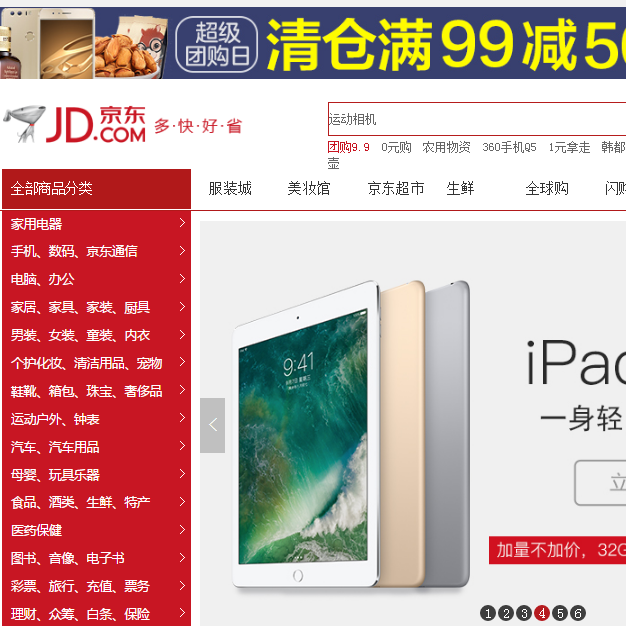 超级
团购日
清仓满99减50
JD京东
.COM
多·快·好·省
运动相机
团购9.9 0元购 农用物资 360手机Q5 1元拿走 韩都
壶
全部商品分类 服装城 美妆馆 京东超市 生鲜 全球购 闪购
家用电器
手机、数码、京东通信
电脑、办公
家居、家具、家装、厨具
男装、女装、童装、内衣
个护化妆、清洁用品、宠物
鞋靴、箱包、珠宝、奢侈品
运动户外、钟表
汽车、汽车用品
母婴、玩具乐器
食品、酒类、生鲜、特产
医药保健
图书、音像、电子书
彩票、旅行、充值、票务
理财、众筹、白条、保险
9:41
iPad
一身轻
立
加量不加价，32G
1 2 3 4 5 6